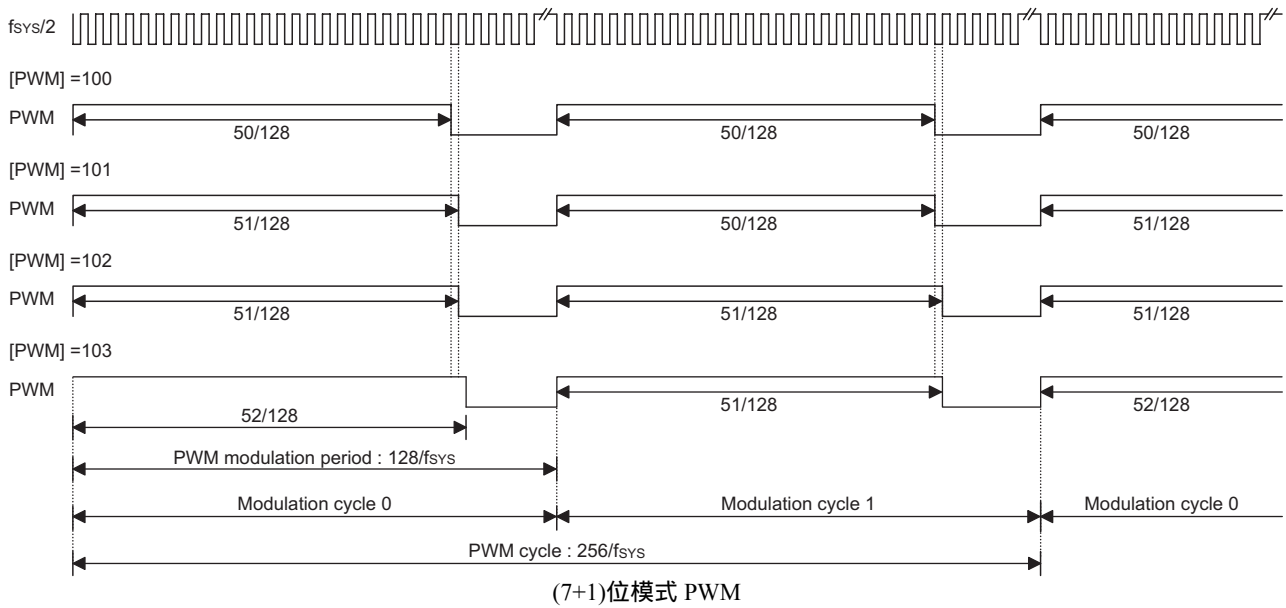 fSYS/2
[PWM] =100
PWM
50/128
50/128
50/128
[PWM] =101
PWM
51/128
50/128
51/128
[PWM] =102
PWM
51/128
51/128
51/128
[PWM] =103
PWM
52/128
51/128
52/128
PWM modulation period : 128/fSYS
Modulation cycle 0
Modulation cycle 1
Modulation cycle 0
PWM cycle : 256/fSYS
(7+1)位模式 PWM